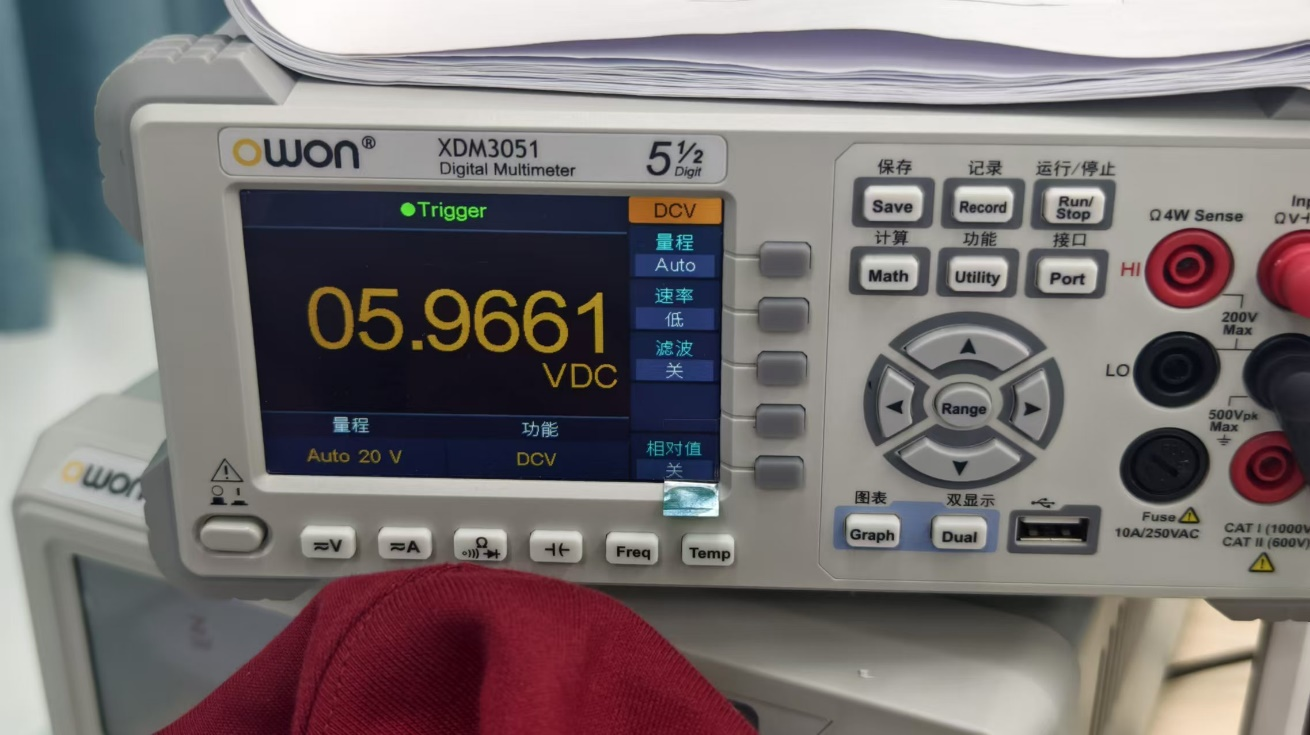 OWON® XDM3051 5½
Digital Multimeter Digit
Trigger DCV
量程
Auto
速率
低
滤波
关
05.9661
VDC
量程 功能
Auto 20 V DCV
相对值
关
保存 记录 运行/停止
Save Record Run/Stop
计算 功能 接口
Math Utility Port
Range
图表 双显示
Graph Dual
≂V ≂A Ω Freq Temp
Ω 4W Sense
HI
200V
Max
LO
500Vpk
Max
Fuse
10A/250VAC
CAT I (1000V
CAT II (600V)
owon